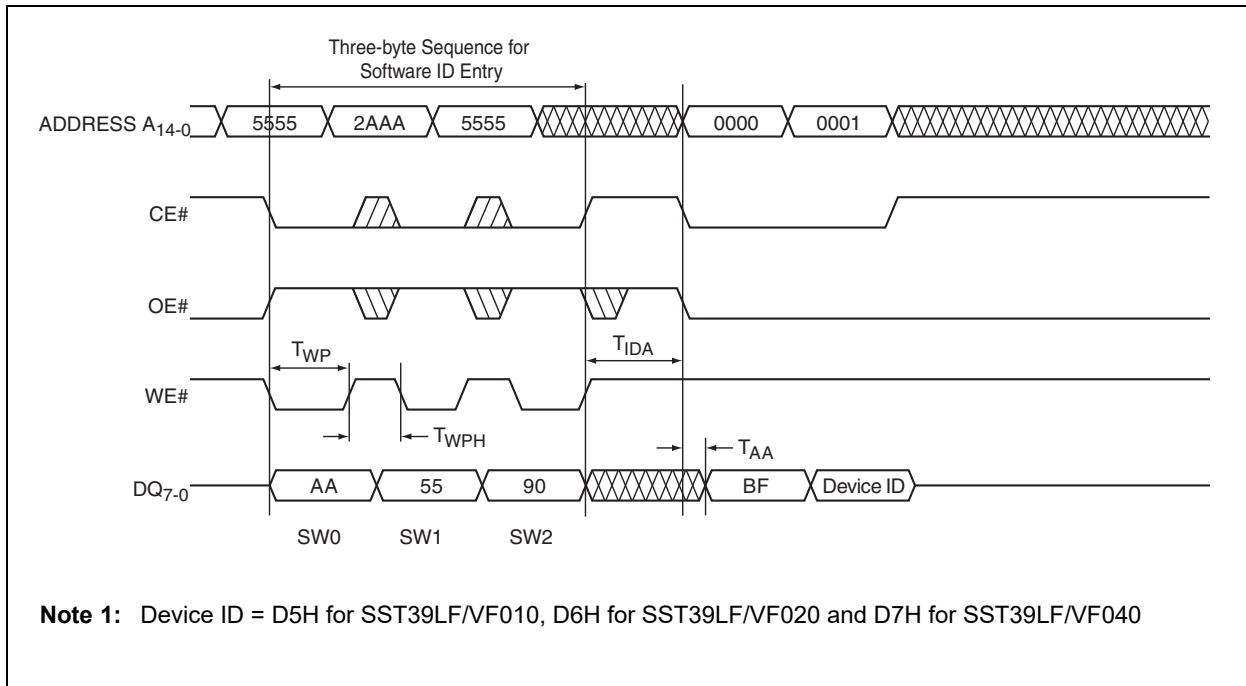 Three-byte Sequence for
Software ID Entry
ADDRESS A14-0 5555 2AAA 5555 0000 0001
CE#
OE#
TWP TIDA
WE#
TWPH TAA
DQ7-0 AA 55 90 BF Device ID
SW0 SW1 SW2
Note 1: Device ID = D5H for SST39LF/VF010, D6H for SST39LF/VF020 and D7H for SST39LF/VF040